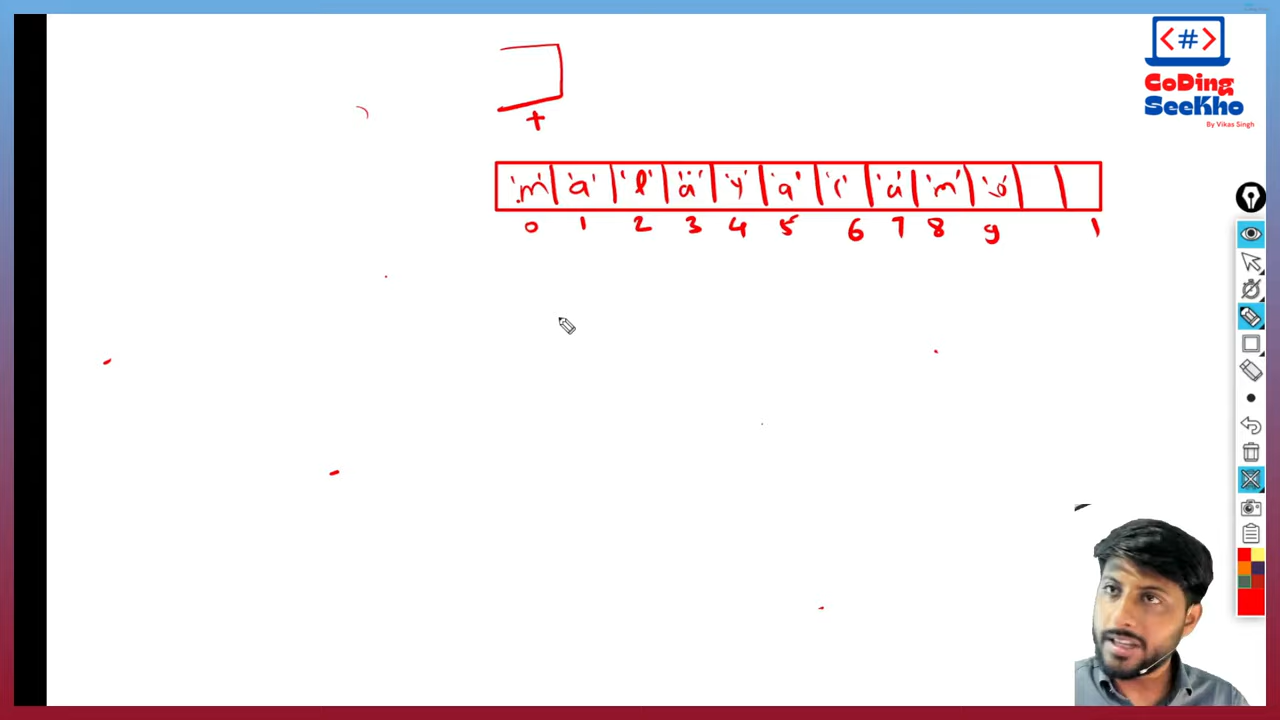 <#>
CoDing
SeeKho
By Vikas Singh
+
'm' 'a' 'l' 'a' 'y' 'a' 'r' 'a' 'm' '\0'
0 1 2 3 4 5 6 7 8 9 1